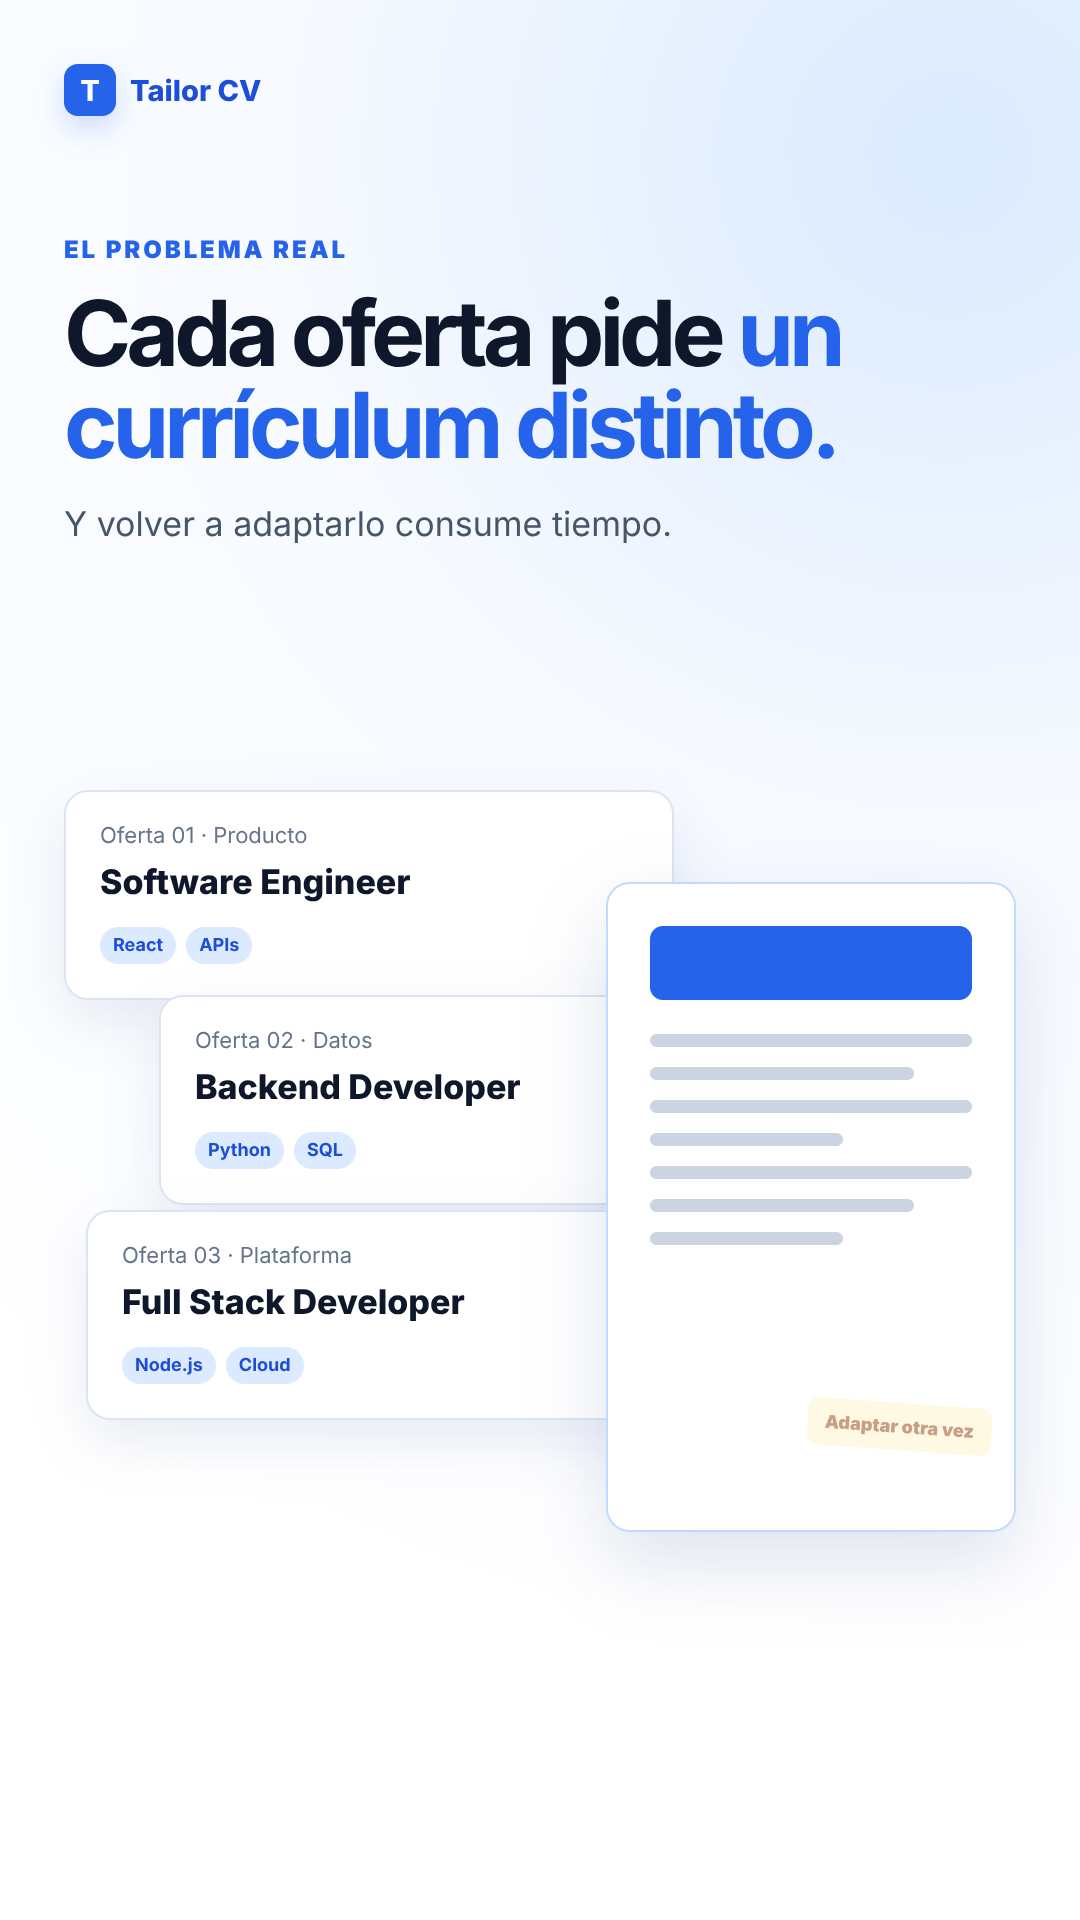 T Tailor CV
EL PROBLEMA REAL
Cada oferta pide un
currículum distinto.
Y volver a adaptarlo consume tiempo.
Oferta 01 · Producto
Software Engineer
React APIs
Oferta 02 · Datos
Backend Developer
Python SQL
Oferta 03 · Plataforma
Full Stack Developer
Node.js Cloud
Adaptar otra vez